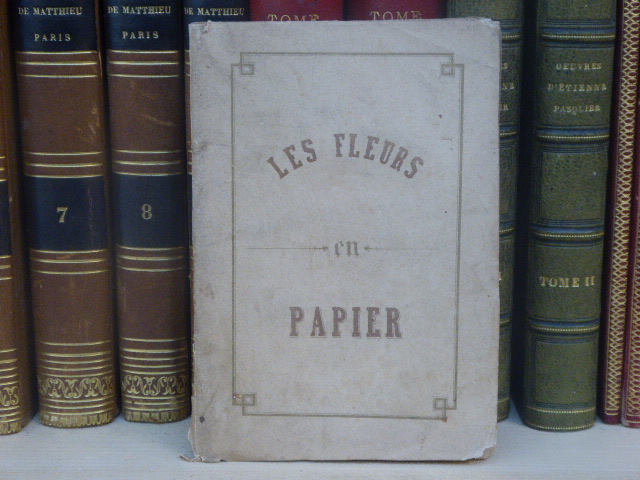 DE MATTHIEU
PARIS
7
DE MATTHIEU
PARIS
8
DE MATTHIEU
TOME
TOME
LES FLEURS
en
PAPIER
OEUVRES
D'ÉTIENNE
PASQUIER
TOME II